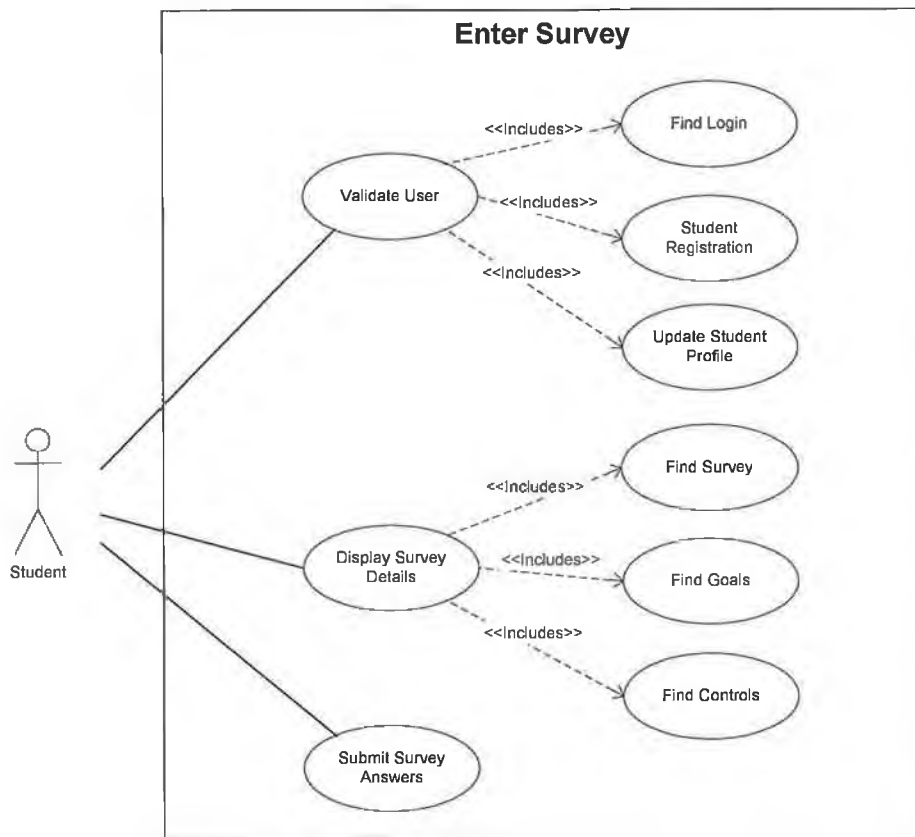 Enter Survey
<<Includes>>
Find Login
Validate User
<<Includes>>
Student
Registration
<<Includes>>
Update Student
Profile
Student
<<Includes>>
Find Survey
Display Survey
Details
<<Includes>>
Find Goals
<<Includes>>
Find Controls
Submit Survey
Answers